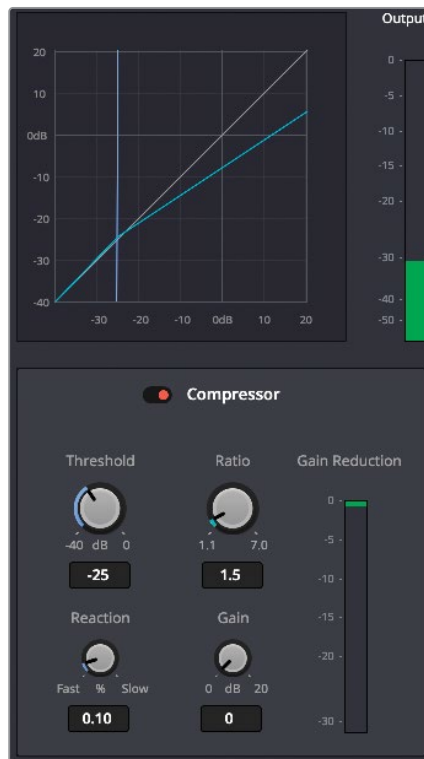 Output
20
10
0dB
-10
-20
-30
-40
-30 -20 -10 0dB 10 20
0 -
-5 -
-10 -
-15 -
-20 -
-30 -
-40 -
-50 -
Compressor
Threshold Ratio Gain Reduction
-40 dB 0 1.1 7.0
-25 1.5
Reaction Gain
Fast % Slow 0 dB 20
0.10 0
0 -
-5 -
-10 -
-15 -
-20 -
-30 -